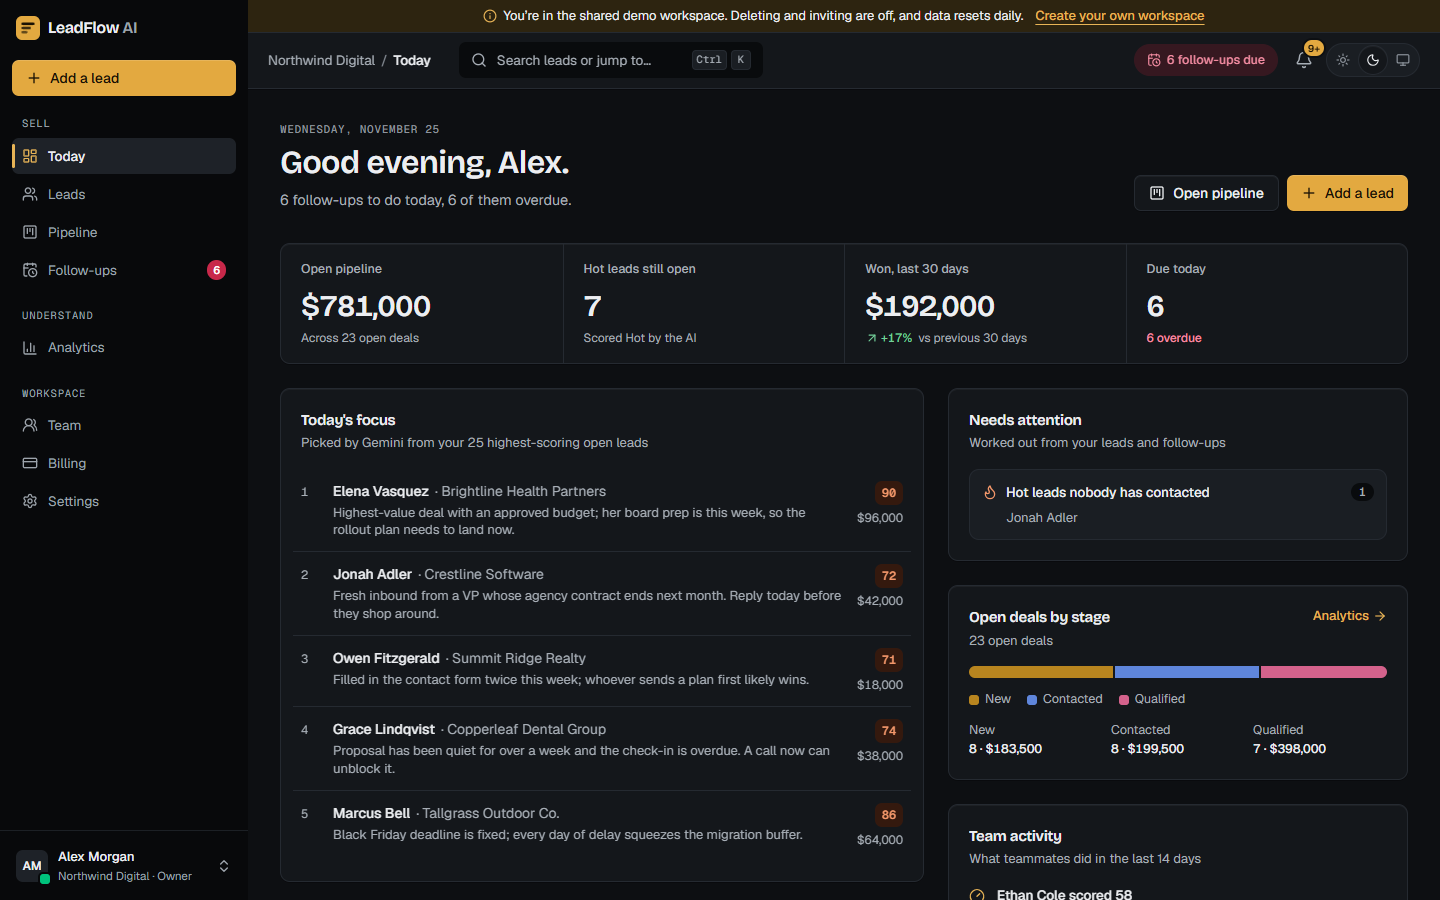 LeadFlow AI
Add a lead
SELL
Today
Leads
Pipeline
Follow-ups
6
UNDERSTAND
Analytics
WORKSPACE
Team
Billing
Settings
AM
Alex Morgan
Northwind Digital · Owner
You're in the shared demo workspace. Deleting and inviting are off, and data resets daily. Create your own workspace
Northwind Digital / Today
Search leads or jump to...
Ctrl K
6 follow-ups due
9+
WEDNESDAY, NOVEMBER 25
Good evening, Alex.
6 follow-ups to do today, 6 of them overdue.
Open pipeline
Add a lead
Open pipeline
$781,000
Across 23 open deals
Hot leads still open
7
Scored Hot by the AI
Won, last 30 days
$192,000
+17% vs previous 30 days
Due today
6
6 overdue
Today's focus
Picked by Gemini from your 25 highest-scoring open leads
1 Elena Vasquez · Brightline Health Partners 90
Highest-value deal with an approved budget; her board prep is this week, so the $96,000
rollout plan needs to land now.
2 Jonah Adler · Crestline Software 72
Fresh inbound from a VP whose agency contract ends next month. Reply today before $42,000
they shop around.
3 Owen Fitzgerald · Summit Ridge Realty 71
Filled in the contact form twice this week; whoever sends a plan first likely wins. $18,000
4 Grace Lindqvist · Copperleaf Dental Group 74
Proposal has been quiet for over a week and the check-in is overdue. A call now can $38,000
unblock it.
5 Marcus Bell · Tallgrass Outdoor Co. 86
Black Friday deadline is fixed; every day of delay squeezes the migration buffer. $64,000
Needs attention
Worked out from your leads and follow-ups
Hot leads nobody has contacted 1
Jonah Adler
Open deals by stage
Analytics
23 open deals
New Contacted Qualified
New Contacted Qualified
8 · $183,500 8 · $199,500 7 · $398,000
Team activity
What teammates did in the last 14 days
Ethan Cole scored 58